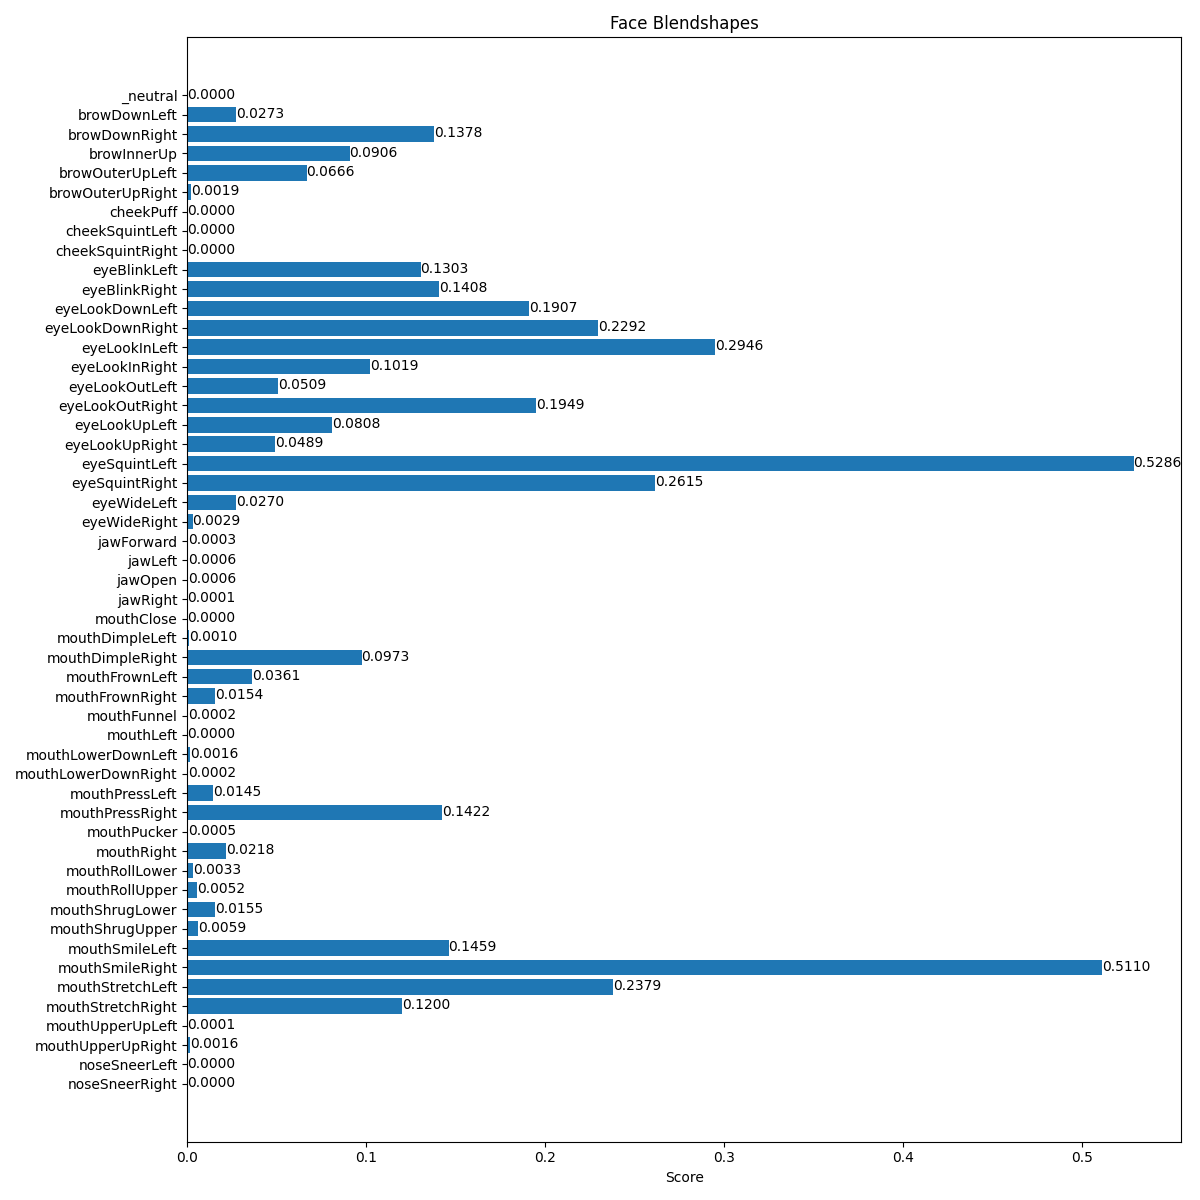 Face Blendshapes
_neutral 0.0000
browDownLeft 0.0273
browDownRight 0.1378
browInnerUp 0.0906
browOuterUpLeft 0.0666
browOuterUpRight 0.0019
cheekPuff 0.0000
cheekSquintLeft 0.0000
cheekSquintRight 0.0000
eyeBlinkLeft 0.1303
eyeBlinkRight 0.1408
eyeLookDownLeft 0.1907
eyeLookDownRight 0.2292
eyeLookInLeft 0.2946
eyeLookInRight 0.1019
eyeLookOutLeft 0.0509
eyeLookOutRight 0.1949
eyeLookUpLeft 0.0808
eyeLookUpRight 0.0489
eyeSquintLeft 0.5286
eyeSquintRight 0.2615
eyeWideLeft 0.0270
eyeWideRight 0.0029
jawForward 0.0003
jawLeft 0.0006
jawOpen 0.0006
jawRight 0.0001
mouthClose 0.0000
mouthDimpleLeft 0.0010
mouthDimpleRight 0.0973
mouthFrownLeft 0.0361
mouthFrownRight 0.0154
mouthFunnel 0.0002
mouthLeft 0.0000
mouthLowerDownLeft 0.0016
mouthLowerDownRight 0.0002
mouthPressLeft 0.0145
mouthPressRight 0.1422
mouthPucker 0.0005
mouthRight 0.0218
mouthRollLower 0.0033
mouthRollUpper 0.0052
mouthShrugLower 0.0155
mouthShrugUpper 0.0059
mouthSmileLeft 0.1459
mouthSmileRight 0.5110
mouthStretchLeft 0.2379
mouthStretchRight 0.1200
mouthUpperUpLeft 0.0001
mouthUpperUpRight 0.0016
noseSneerLeft 0.0000
noseSneerRight 0.0000
0.0 0.1 0.2 0.3 0.4 0.5
Score